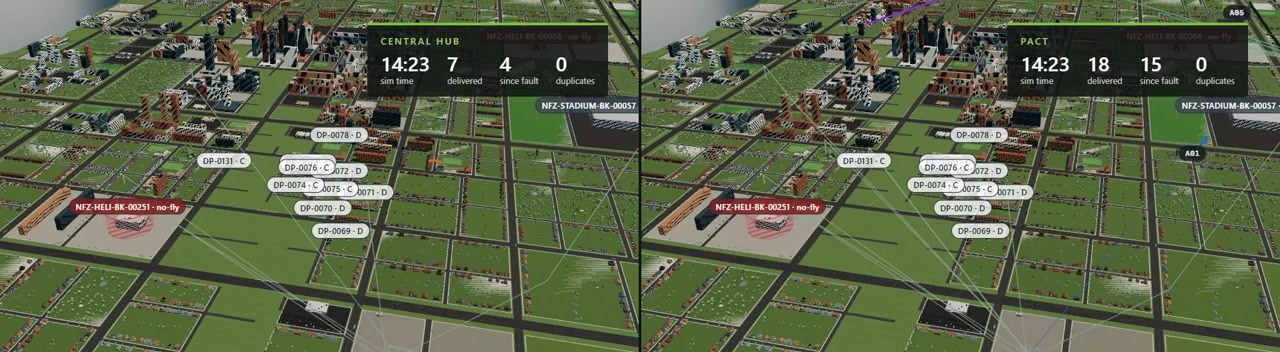 CENTRAL HUB
NFZ-HELI-BK-00068 · no-fly
14:23 7 4 0
sim time delivered since fault duplicates
NFZ-STADIUM-BK-00057
DP-0078 · D
DP-0131 · C
DP-0076 · C
0072 · D
DP-0074 · C
0075 · C
0071 · D
NFZ-HELI-BK-00251 · no-fly
DP-0070 · D
DP-0069 · D
A05
PACT
NFZ-HELI-BK-00068 · no-fly
14:23 18 15 0
sim time delivered since fault duplicates
NFZ-STADIUM-BK-00057
DP-0078 · D
A01
DP-0131 · C
DP-0076 · C
0072 · D
DP-0074 · C
0075 · C
0071 · D
NFZ-HELI-BK-00251 · no-fly
DP-0070 · D
DP-0069 · D